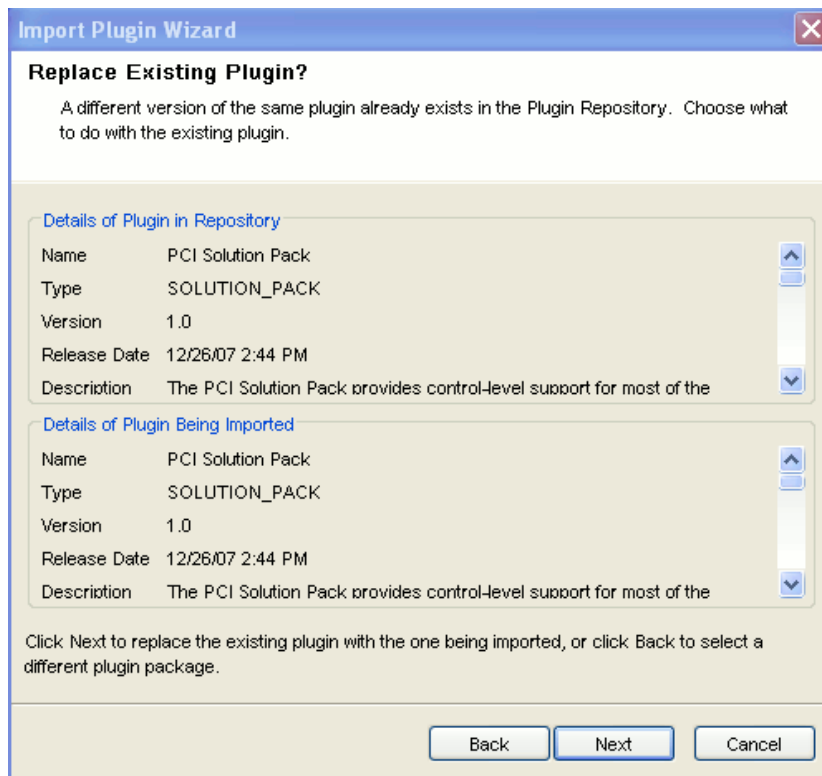 Import Plugin Wizard
Replace Existing Plugin?
A different version of the same plugin already exists in the Plugin Repository. Choose what
to do with the existing plugin.
Details of Plugin in Repository
Name PCI Solution Pack
Type SOLUTION_PACK
Version 1.0
Release Date 12/26/07 2:44 PM
Description The PCI Solution Pack provides control-level support for most of the
Details of Plugin Being Imported
Name PCI Solution Pack
Type SOLUTION_PACK
Version 1.0
Release Date 12/26/07 2:44 PM
Description The PCI Solution Pack provides control-level support for most of the
Click Next to replace the existing plugin with the one being imported, or click Back to select a
different plugin package.
Back Next Cancel